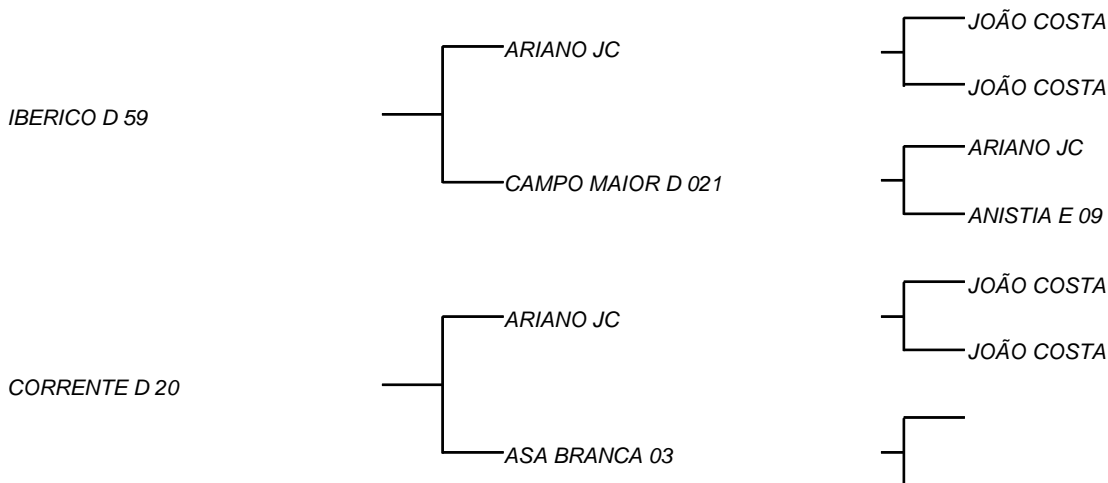 JOÃO COSTA
ARIANO JC
JOÃO COSTA
IBERICO D 59
ARIANO JC
CAMPO MAIOR D 021
ANISTIA E 09
JOÃO COSTA
ARIANO JC
JOÃO COSTA
CORRENTE D 20
ASA BRANCA 03